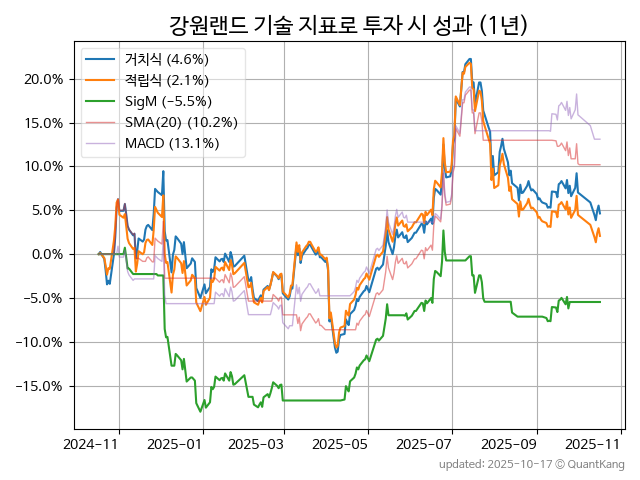 강원랜드 기술 지표로 투자 시 성과 (1년)
거치식 (4.6%)
적립식 (2.1%)
SigM (−5.5%)
SMA(20) (10.2%)
MACD (13.1%)
20.0%
15.0%
10.0%
5.0%
0.0%
−5.0%
−10.0%
−15.0%
2024-11 2025-01 2025-03 2025-05 2025-07 2025-09 2025-11
updated: 2025-10-17 © QuantKang